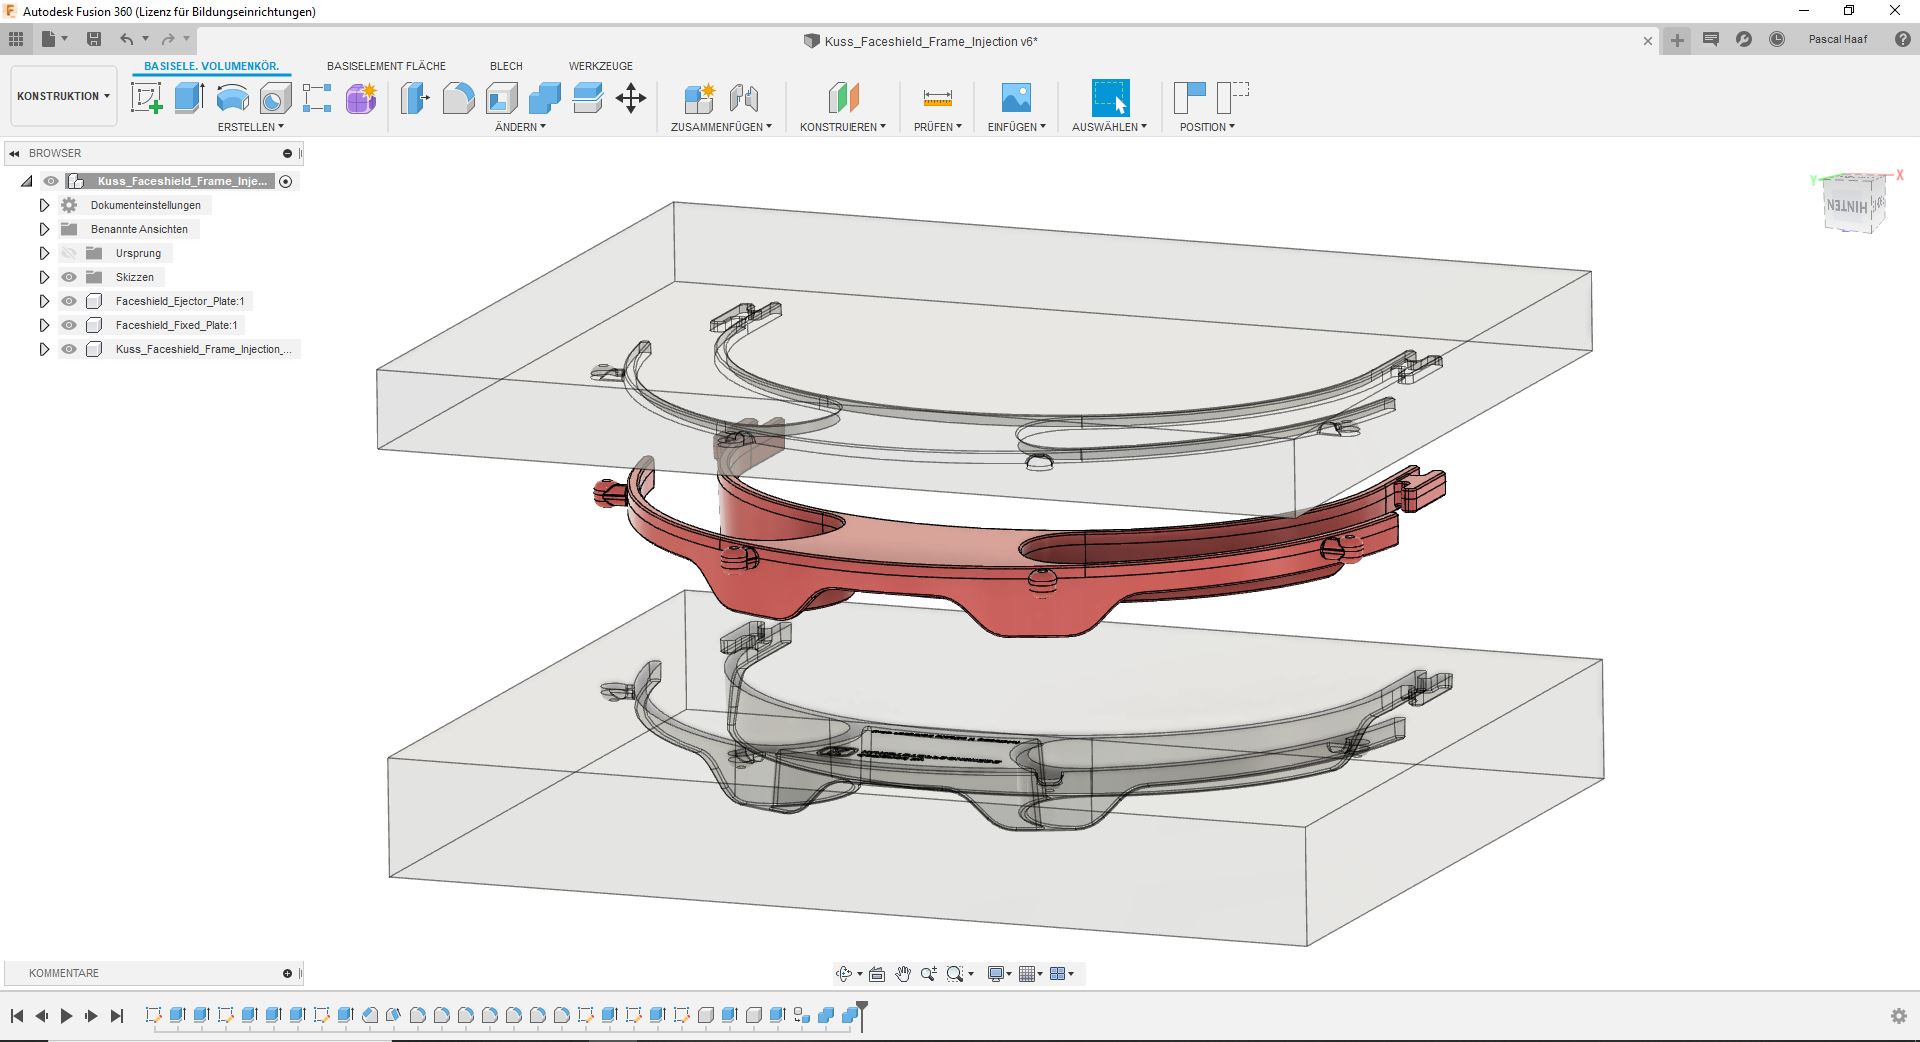 Autodesk Fusion 360 (Lizenz für Bildungseinrichtungen)
Kuss_Faceshield_Frame_Injection v6*
Pascal Haaf
KONSTRUKTION
BASISELE. VOLUMENKÖR.
BASISELEMENT FLÄCHE
BLECH
WERKZEUGE
ERSTELLEN
ÄNDERN
ZUSAMMENFÜGEN
KONSTRUIEREN
PRÜFEN
EINFÜGEN
AUSWÄHLEN
POSITION
BROWSER
Kuss_Faceshield_Frame_Inje...
Dokumenteinstellungen
Benannte Ansichten
Ursprung
Skizzen
Faceshield_Ejector_Plate:1
Faceshield_Fixed_Plate:1
Kuss_Faceshield_Frame_Injection_...
Y
X
HINTEN
KOMMENTARE